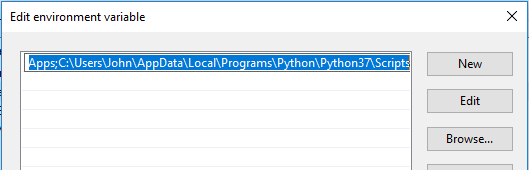 Edit environment variable
Apps;C:\Users\John\AppData\Local\Programs\Python\Python37\Scripts
New
Edit
Browse...